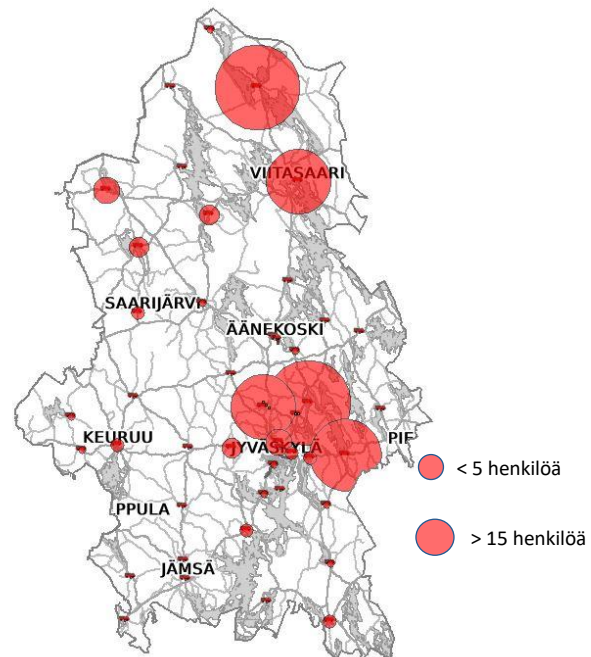 VIITASAARI
SAARIJÄRVI
ÄÄNEKOSKI
KEURUU
JYVÄSKYLÄ
PIE
PPULA
JÄMSÄ
< 5 henkilöä
> 15 henkilöä